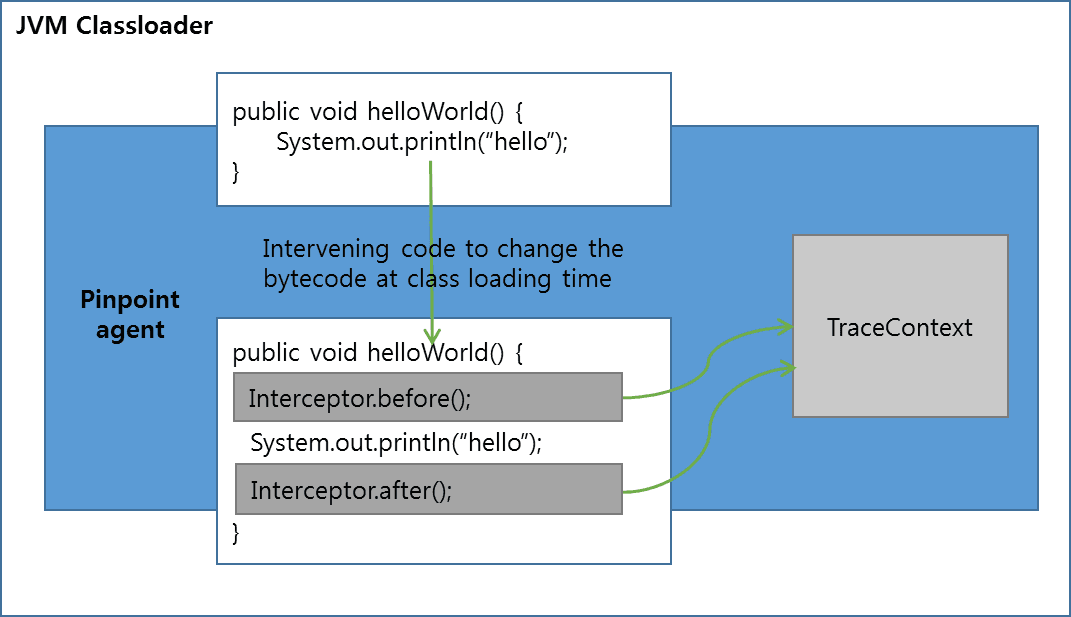 JVM Classloader
public void helloWorld() {
System.out.println(“hello”);
}
Intervening code to change the
bytecode at class loading time
Pinpoint
agent
TraceContext
public void helloWorld() {
Interceptor.before();
System.out.println(“hello”);
Interceptor.after();
}